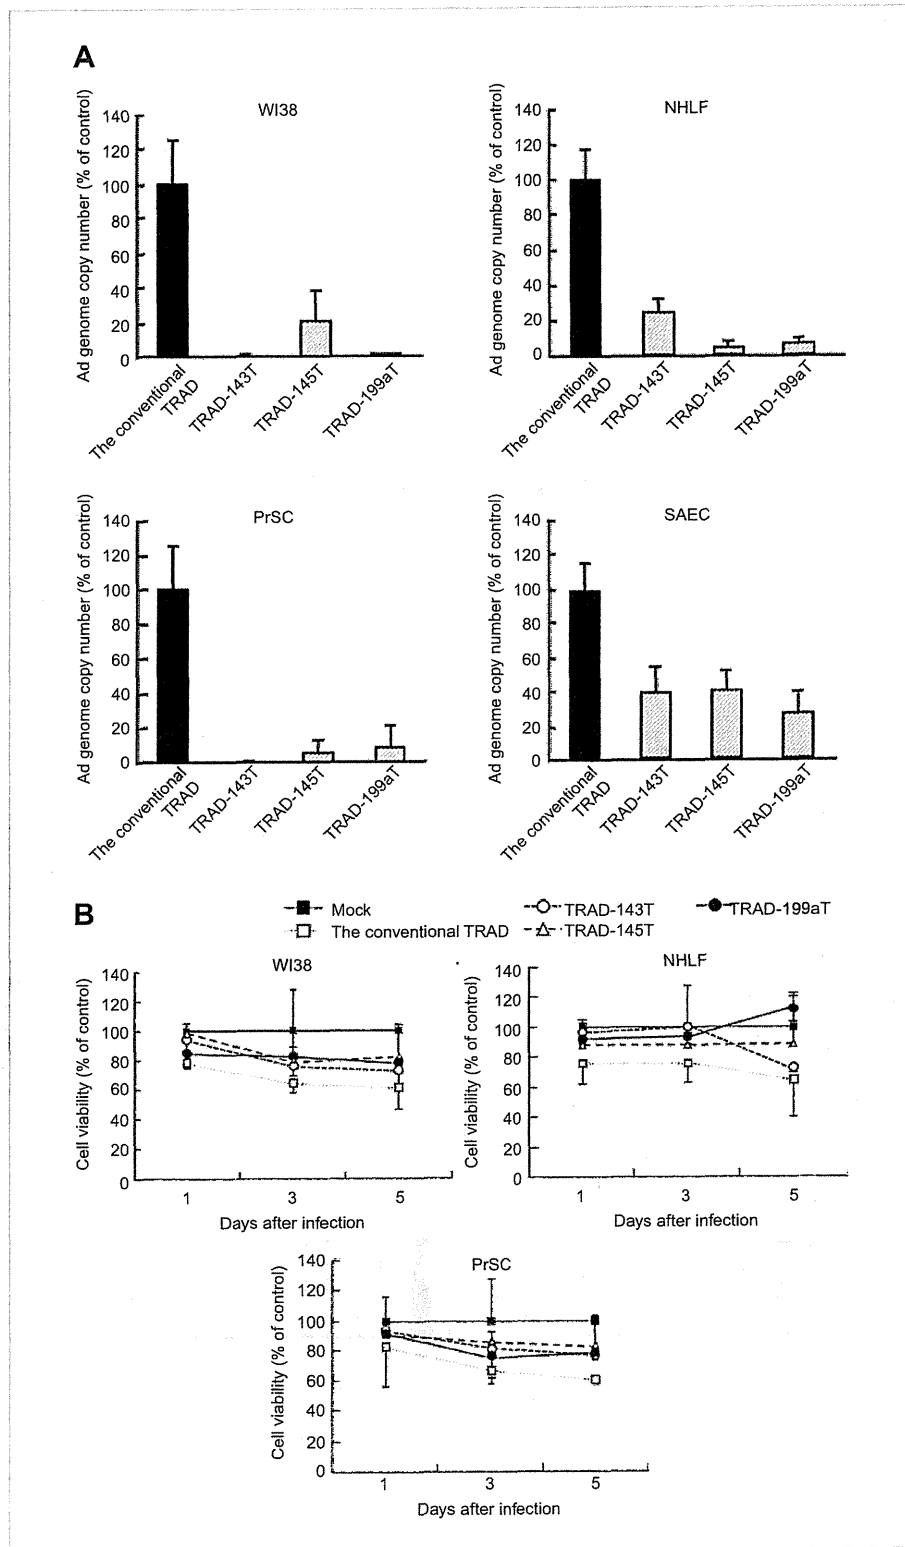 A
WI38
Ad genome copy number (% of control)
140
120
100
80
60
40
20
0
The conventional
TRAD
TRAD-143T
TRAD-145T
TRAD-199aT
NHLF
Ad genome copy number (% of control)
140
120
100
80
60
40
20
0
The conventional
TRAD
TRAD-143T
TRAD-145T
TRAD-199aT
PrSC
Ad genome copy number (% of control)
140
120
100
80
60
40
20
0
The conventional
TRAD
TRAD-143T
TRAD-145T
TRAD-199aT
SAEC
Ad genome copy number (% of control)
140
120
100
80
60
40
20
0
The conventional
TRAD
TRAD-143T
TRAD-145T
TRAD-199aT
B
Mock
TRAD-143T
TRAD-199aT
The conventional TRAD
TRAD-145T
WI38
Cell viability (% of control)
140
120
100
80
60
40
20
0
1 3 5
Days after infection
NHLF
Cell viability (% of control)
140
120
100
80
60
40
20
0
1 3 5
Days after infection
PrSC
Cell viability (% of control)
140
120
100
80
60
40
20
0
1 3 5
Days after infection